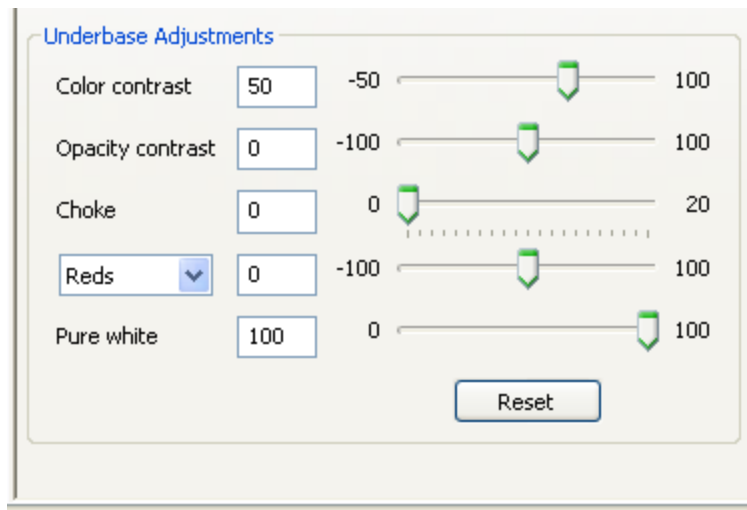 Underbase Adjustments
Color contrast 50 -50 100
Opacity contrast 0 -100 100
Choke 0 0 20
Reds 0 -100 100
Pure white 100 0 100
Reset